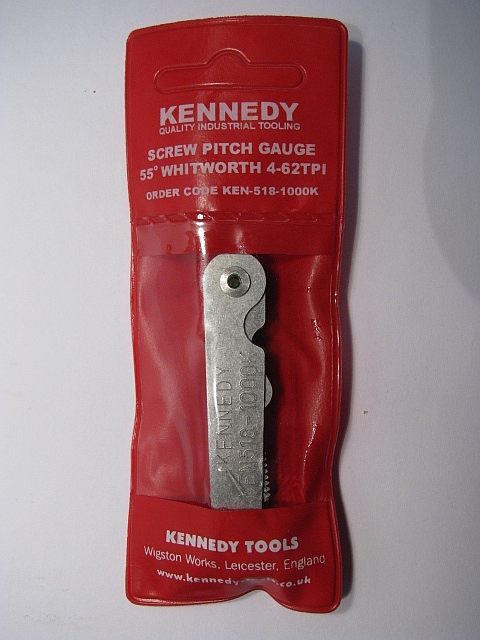 KENNEDY
QUALITY INDUSTRIAL TOOLING
SCREW PITCH GAUGE
55° WHITWORTH 4-62TPI
ORDER CODE KEN-518-1000K
KENNEDY
518-1000K
KENNEDY TOOLS
Wigston Works, Leicester, England